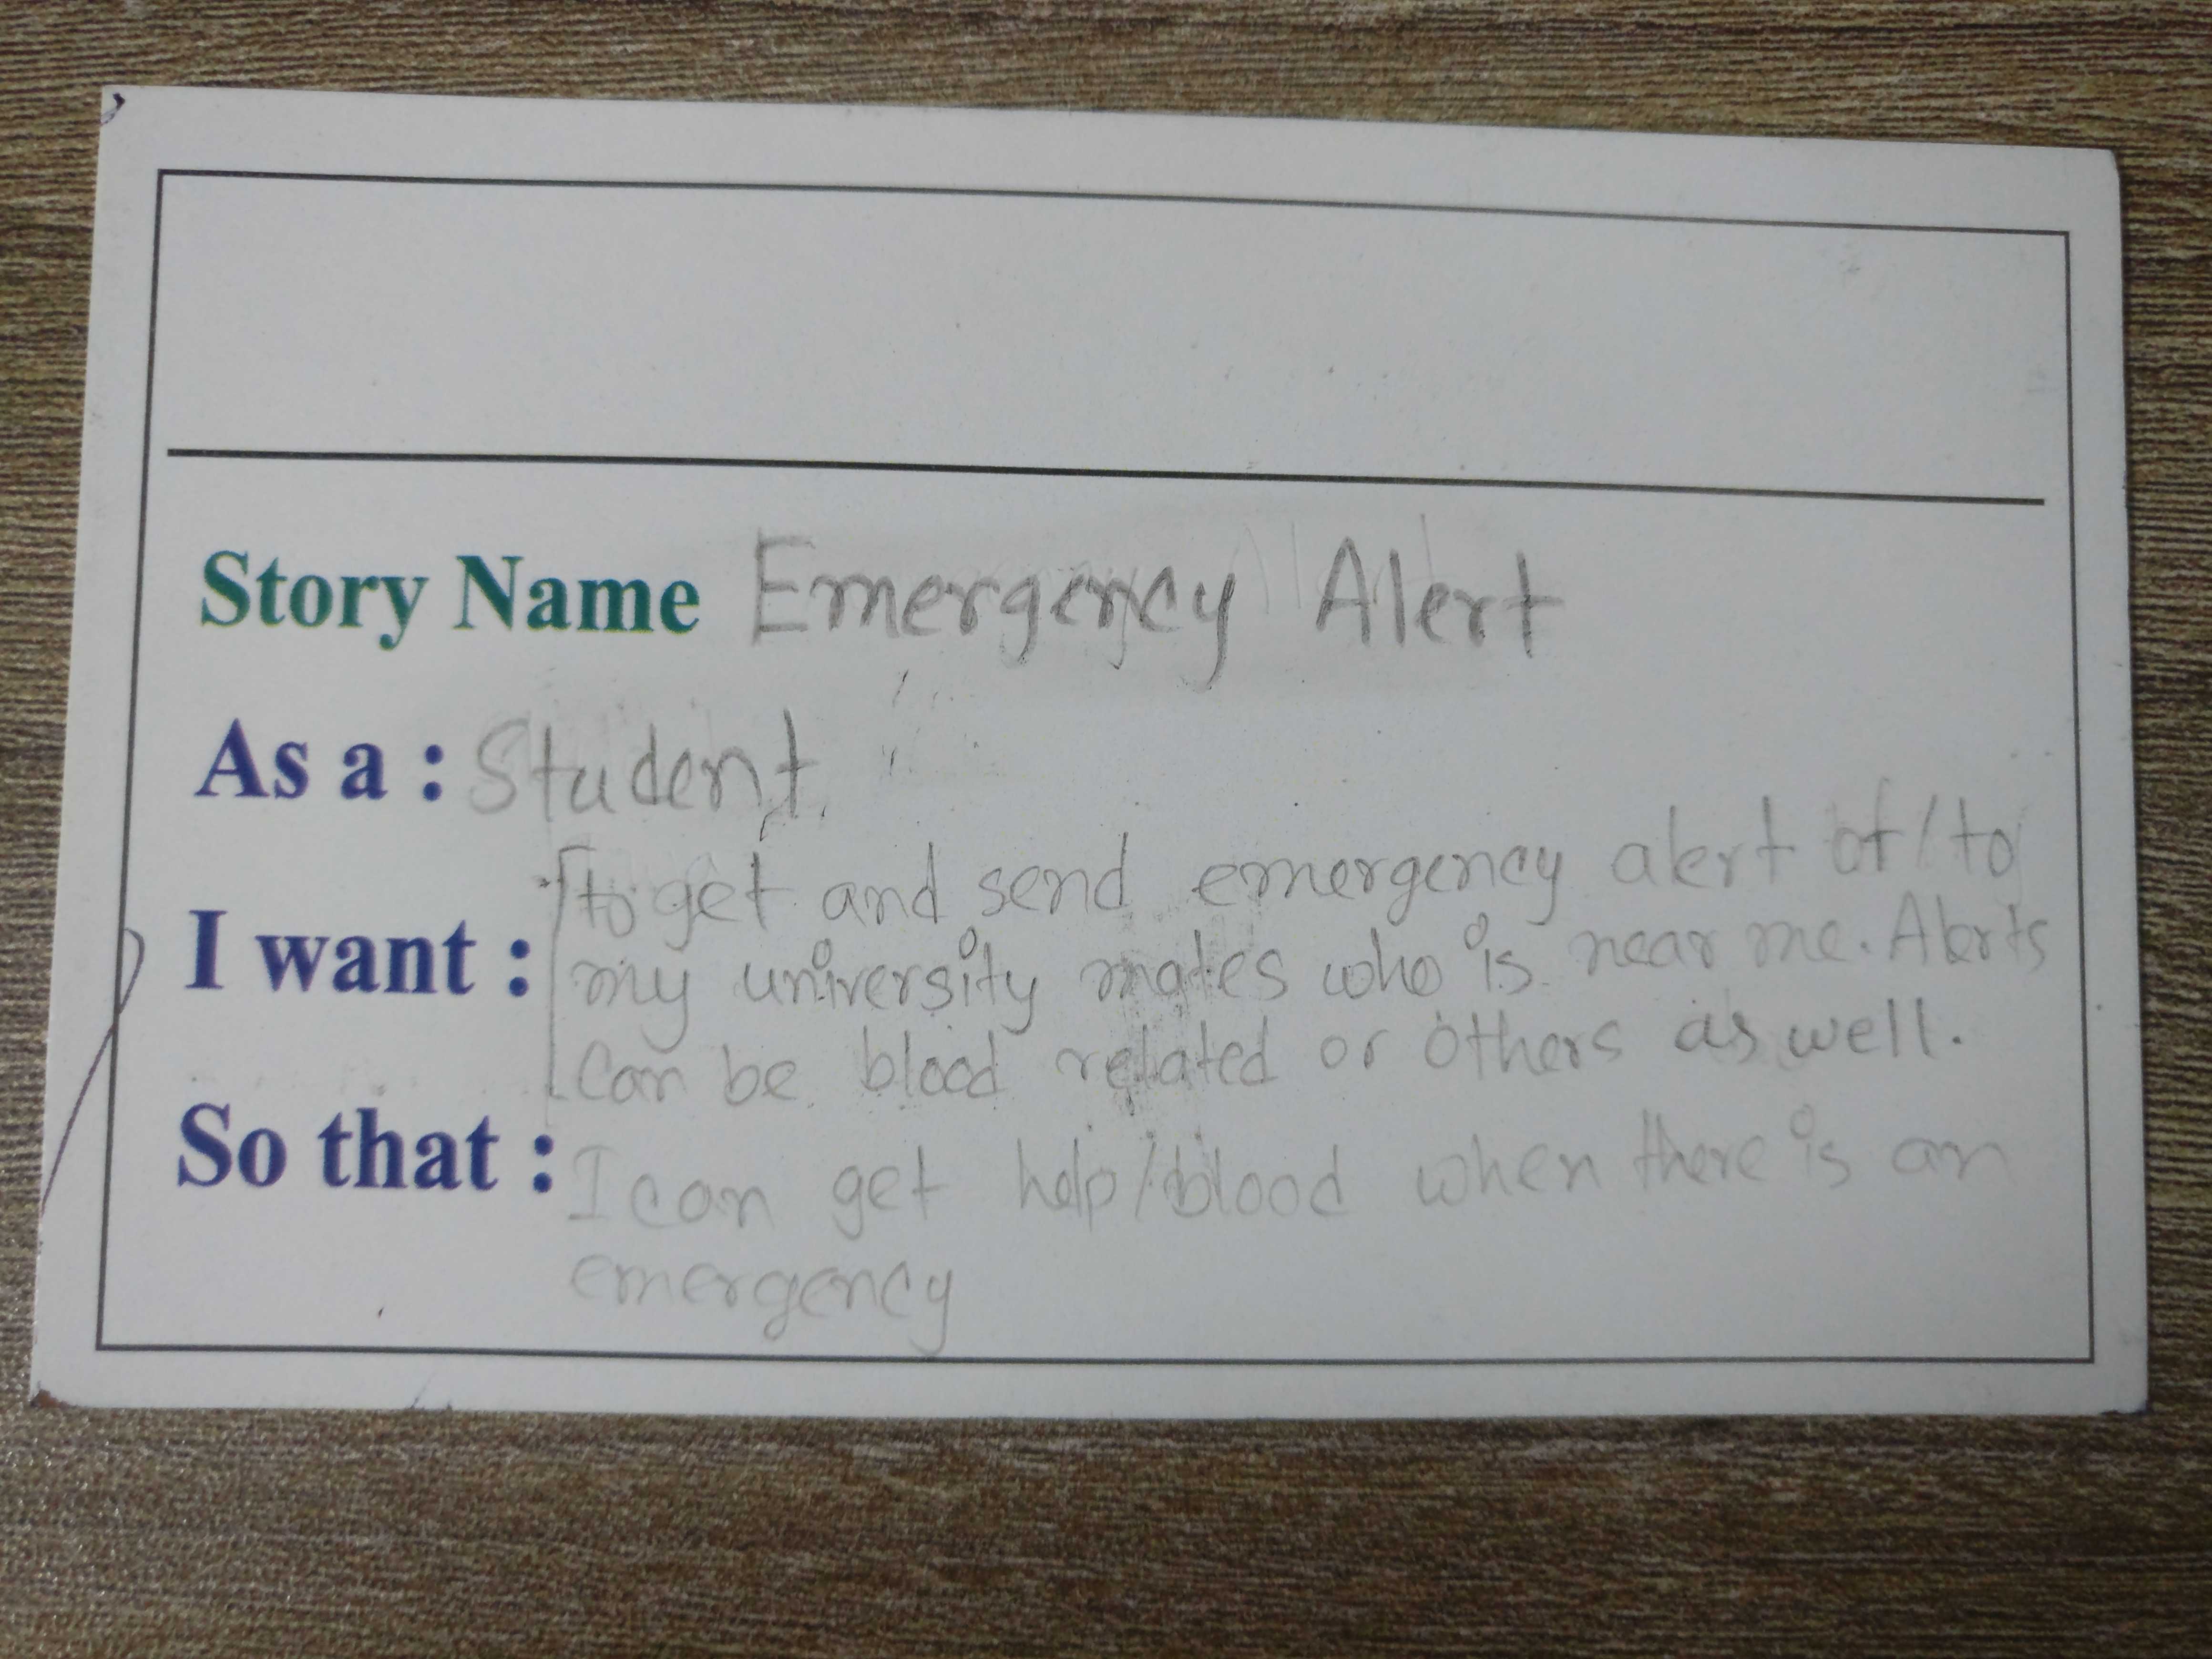 Story Name Emergency Alert
As a : Student
I want : to get and send emergency alert of/to
my university mates who is near me. Alerts
Can be blood related or others as well.
So that : I can get help/blood when there is an
emergency